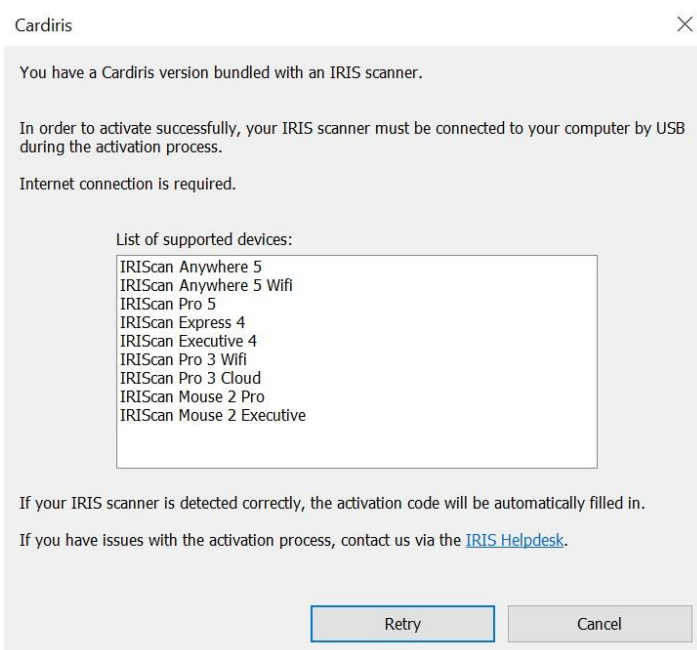 Cardiris
You have a Cardiris version bundled with an IRIS scanner.
In order to activate successfully, your IRIS scanner must be connected to your computer by USB
during the activation process.
Internet connection is required.
List of supported devices:
IRIScan Anywhere 5
IRIScan Anywhere 5 Wifi
IRIScan Pro 5
IRIScan Express 4
IRIScan Executive 4
IRIScan Pro 3 Wifi
IRIScan Pro 3 Cloud
IRIScan Mouse 2 Pro
IRIScan Mouse 2 Executive
If your IRIS scanner is detected correctly, the activation code will be automatically filled in.
If you have issues with the activation process, contact us via the IRIS Helpdesk.
Retry Cancel